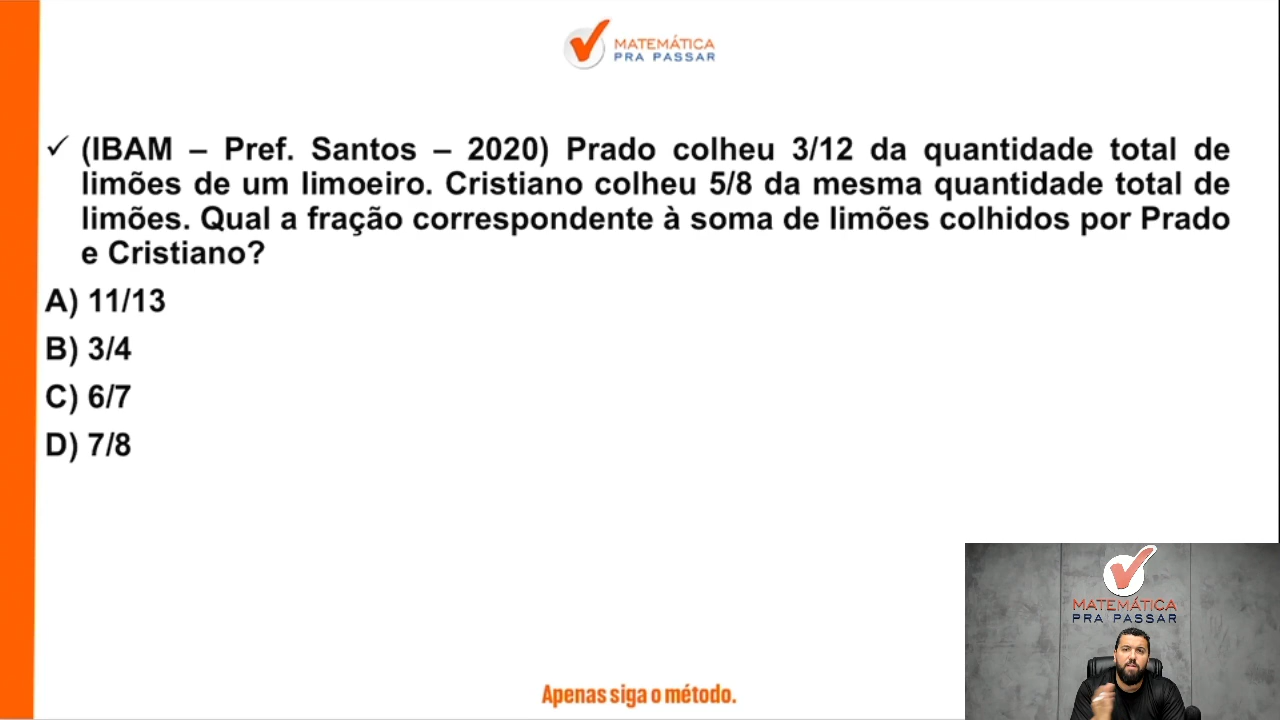 MATEMÁTICA
PRA PASSAR
✓ (IBAM – Pref. Santos – 2020) Prado colheu 3/12 da quantidade total de
limões de um limoeiro. Cristiano colheu 5/8 da mesma quantidade total de
limões. Qual a fração correspondente à soma de limões colhidos por Prado
e Cristiano?
A) 11/13
B) 3/4
C) 6/7
D) 7/8
MATEMÁTICA
PRA PASSAR
Apenas siga o método.